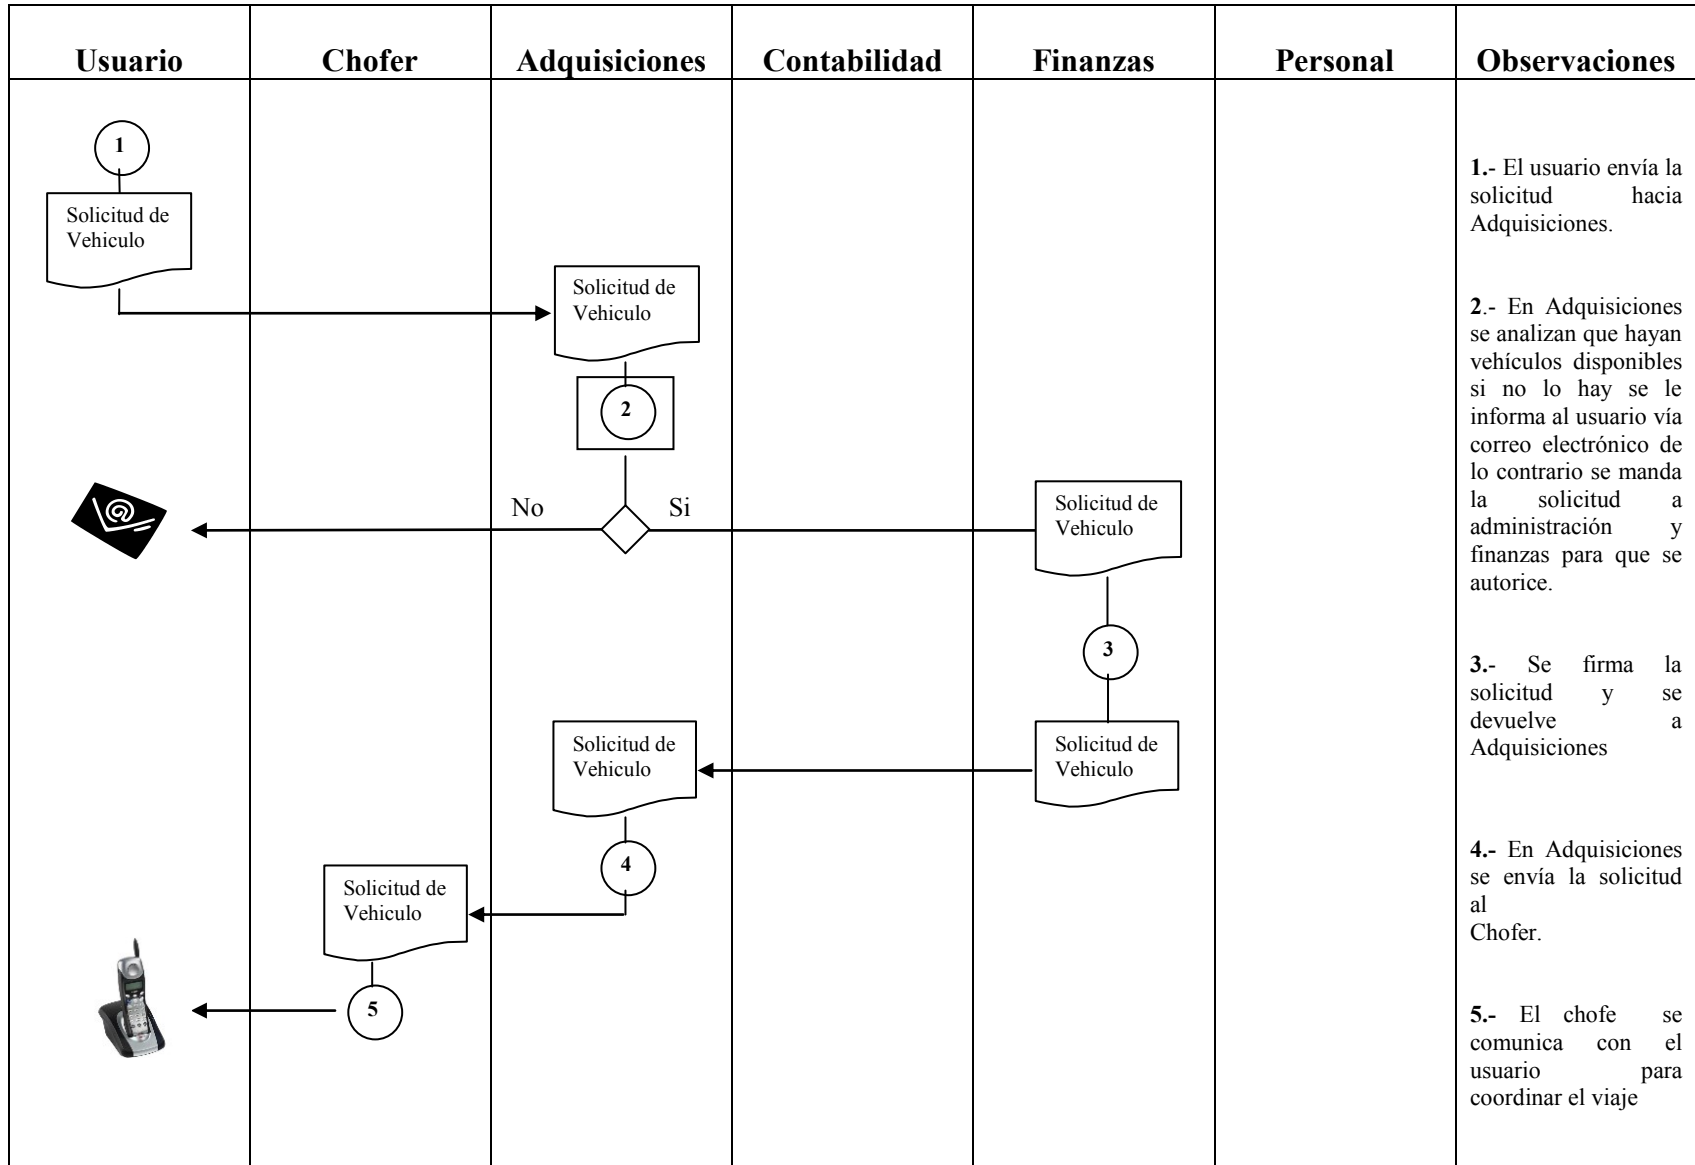 Usuario Chofer Adquisiciones Contabilidad Finanzas Personal Observaciones
1
Solicitud de
Vehiculo
Solicitud de
Vehiculo
2
No Si
@
Solicitud de
Vehiculo
3
Solicitud de
Vehiculo
Solicitud de
Vehiculo
4
Solicitud de
Vehiculo
5
1.- El usuario envía la
solicitud hacia
Adquisiciones.
2.- En Adquisiciones
se analizan que hayan
vehículos disponibles
si no lo hay se le
informa al usuario vía
correo electrónico de
lo contrario se manda
la solicitud a
administración y
finanzas para que se
autorice.
3.- Se firma la
solicitud y se
devuelve a
Adquisiciones
4.- En Adquisiciones
se envía la solicitud
al
Chofer.
5.- El chofe se
comunica con el
usuario para
coordinar el viaje